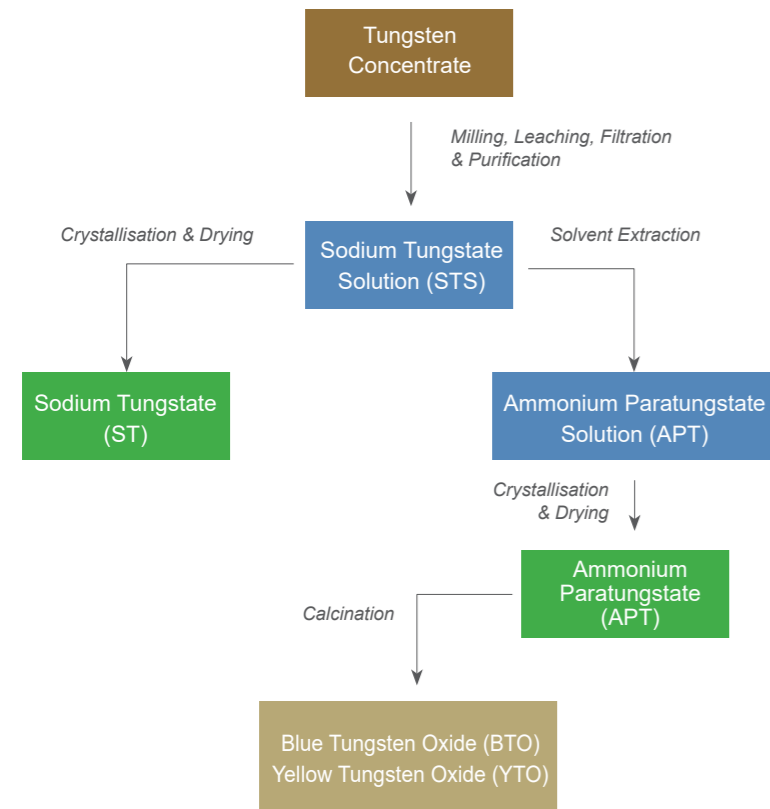 Tungsten
Concentrate
Milling, Leaching, Filtration
& Purification
Crystallisation & Drying
Sodium Tungstate
Solution (STS)
Solvent Extraction
Sodium Tungstate
(ST)
Ammonium Paratungstate
Solution (APT)
Crystallisation
& Drying
Ammonium
Paratungstate
(APT)
Calcination
Blue Tungsten Oxide (BTO)
Yellow Tungsten Oxide (YTO)